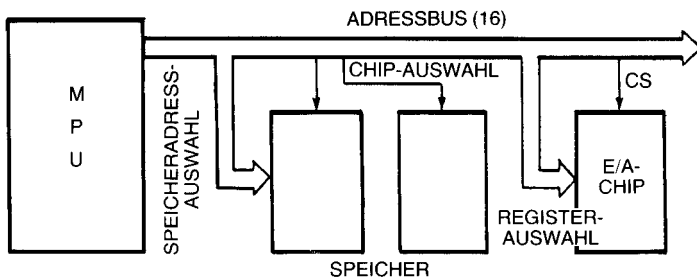 ADRESSBUS (16)
M
P
U
SPEICHERADRESS-
AUSWAHL
CHIP-AUSWAHL
CS
E/A-
CHIP
REGISTER-
AUSWAHL
SPEICHER